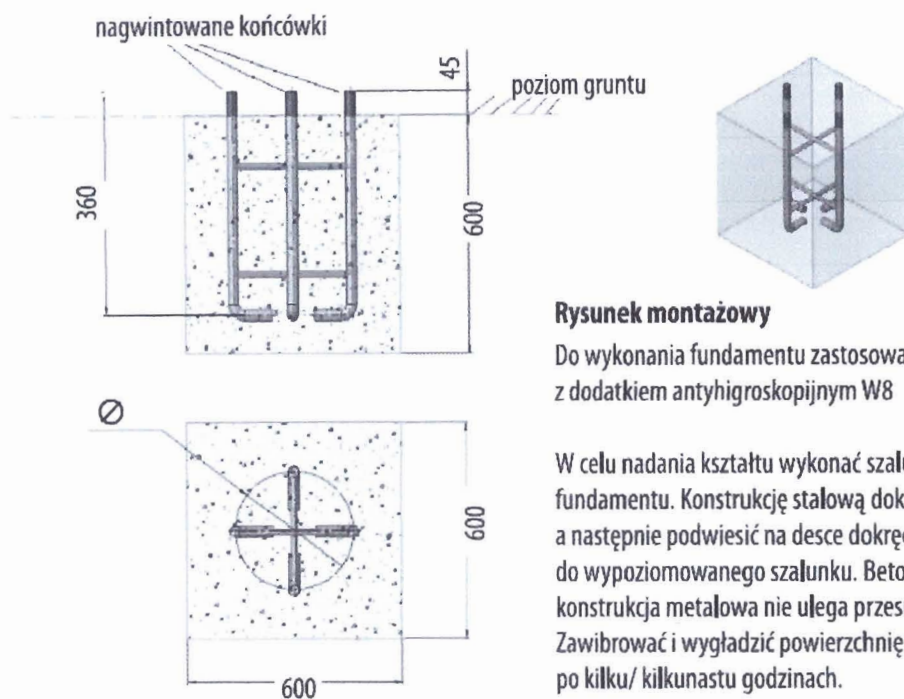 nagwintowane końcówki
45
poziom gruntu
360
600
Ø
600
600
Rysunek montażowy
Do wykonania fundamentu zastosowa
z dodatkiem antyhigroskopijnym W8
W celu nadania kształtu wykonać szalu
fundamentu. Konstrukcję stalową dok
a następnie podwiesić na desce dokrę
do wypoziomowanego szalunku. Beto
konstrukcja metalowa nie ulega przes
Zawibrować i wygładzić powierzchnię
po kilku/ kilkunastu godzinach.